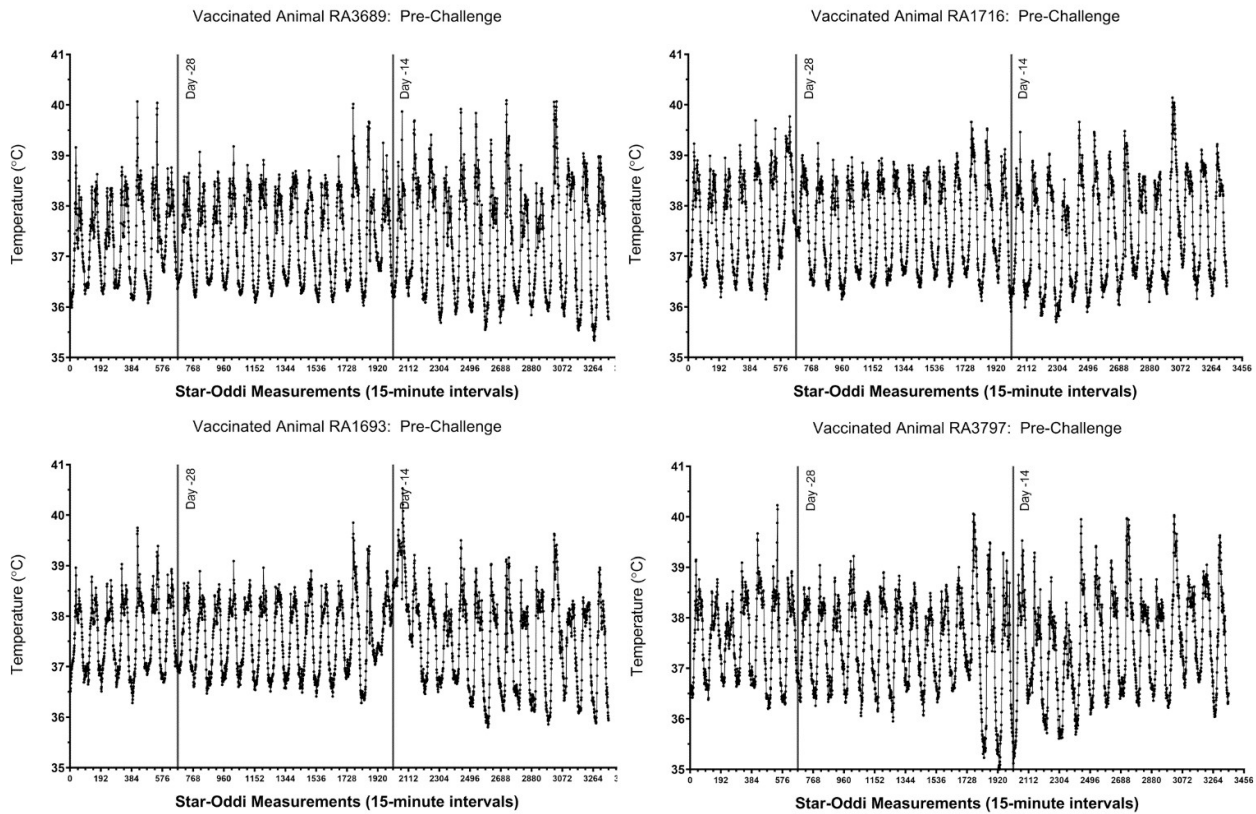 Vaccinated Animal RA3689: Pre-Challenge
41
40
39
38
37
36
35
Temperature (°C)
Day -28
Day -14
0 192 384 576 768 960 1152 1344 1536 1728 1920 2112 2304 2496 2688 2880 3072 3264
Star-Oddi Measurements (15-minute intervals)
Vaccinated Animal RA1716: Pre-Challenge
41
40
39
38
37
36
35
Temperature (°C)
Day -28
Day -14
0 192 384 576 768 960 1152 1344 1536 1728 1920 2112 2304 2496 2688 2880 3072 3264 3456
Star-Oddi Measurements (15-minute intervals)
Vaccinated Animal RA1693: Pre-Challenge
41
40
39
38
37
36
35
Temperature (°C)
Day -28
Day -14
0 192 384 576 768 960 1152 1344 1536 1728 1920 2112 2304 2496 2688 2880 3072 3264
Star-Oddi Measurements (15-minute intervals)
Vaccinated Animal RA3797: Pre-Challenge
41
40
39
38
37
36
35
Temperature (°C)
Day -28
Day -14
0 192 384 576 768 960 1152 1344 1536 1728 1920 2112 2304 2496 2688 2880 3072 3264 3456
Star-Oddi Measurements (15-minute intervals)